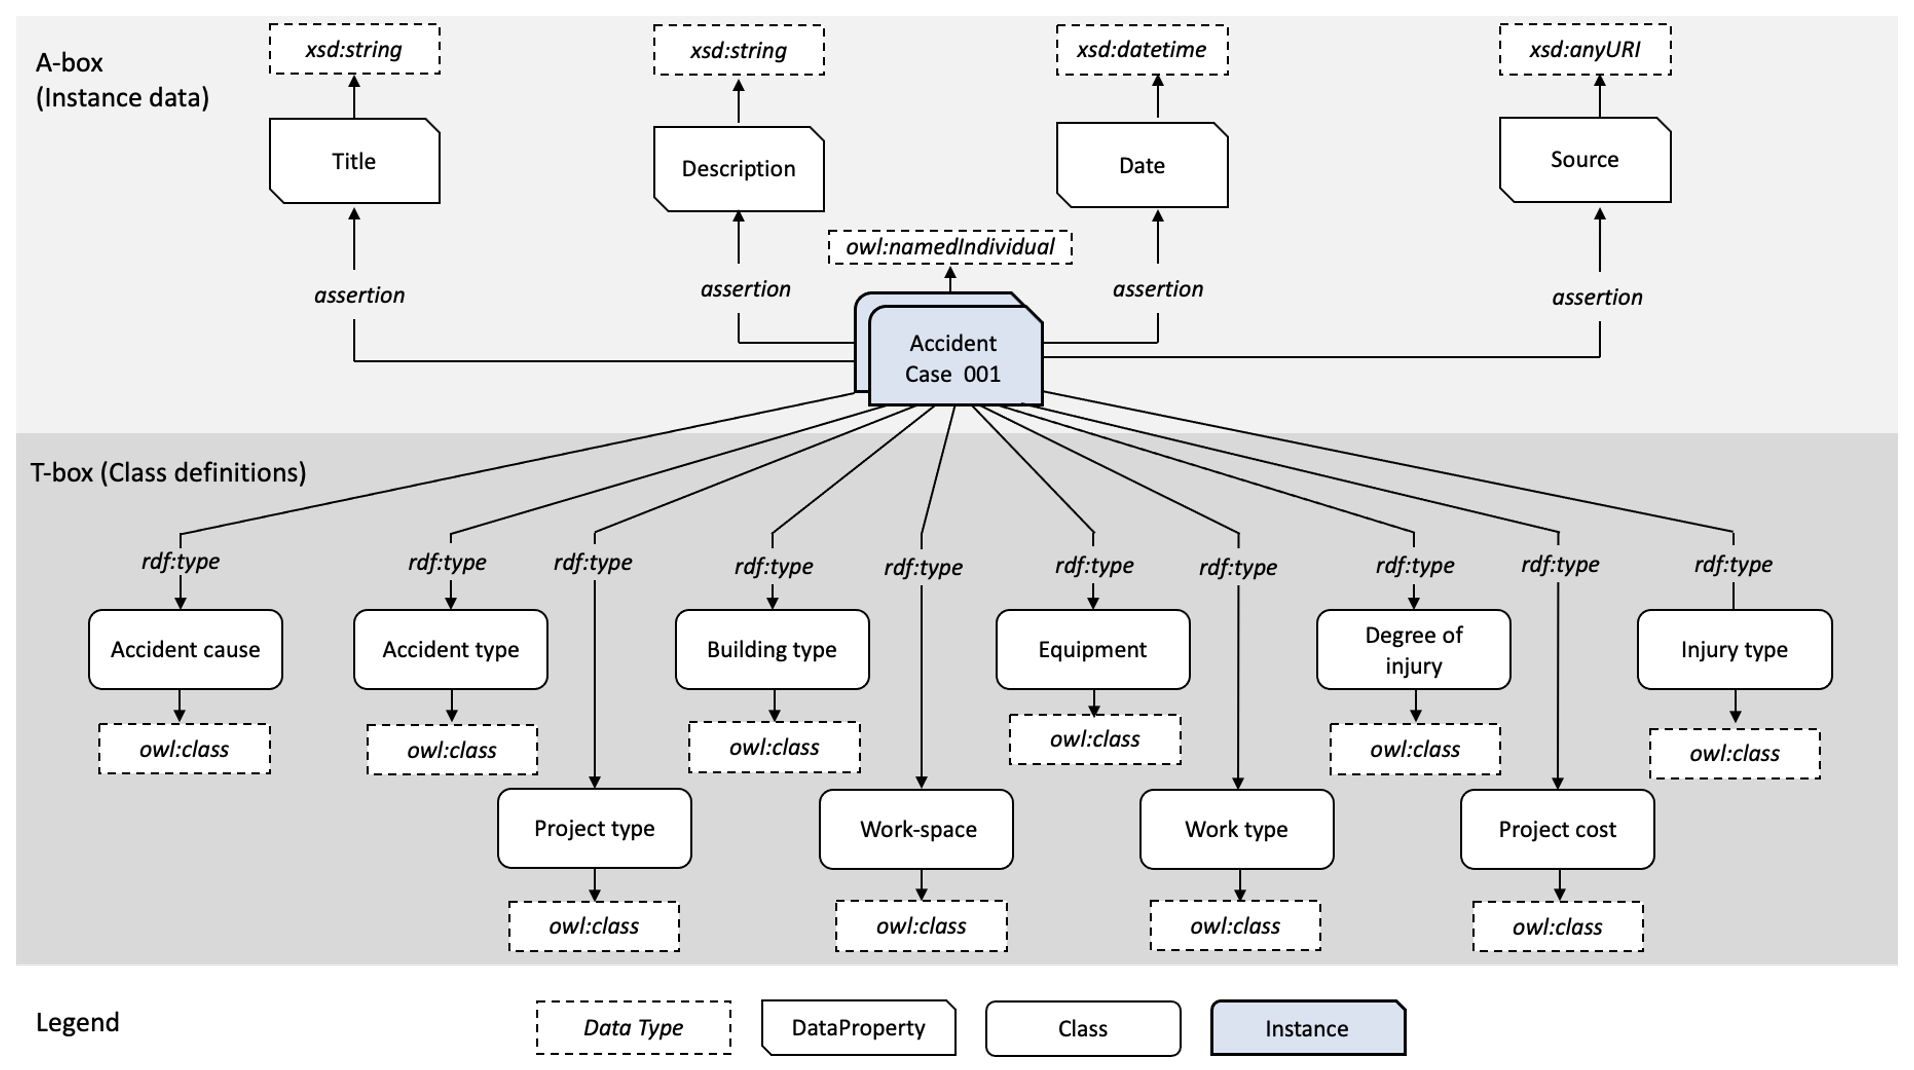 A-box
(Instance data)
xsd:string
xsd:string
xsd:datetime
xsd:anyURI
Title
Description
Date
Source
owl:namedIndividual
assertion
assertion
assertion
assertion
Accident
Case 001
T-box (Class definitions)
rdf:type
rdf:type
rdf:type
rdf:type
rdf:type
rdf:type
rdf:type
rdf:type
rdf:type
rdf:type
Accident cause
Accident type
Building type
Equipment
Degree of
injury
Injury type
owl:class
owl:class
owl:class
owl:class
owl:class
owl:class
Project type
Work-space
Work type
Project cost
owl:class
owl:class
owl:class
owl:class
Legend
Data Type
DataProperty
Class
Instance